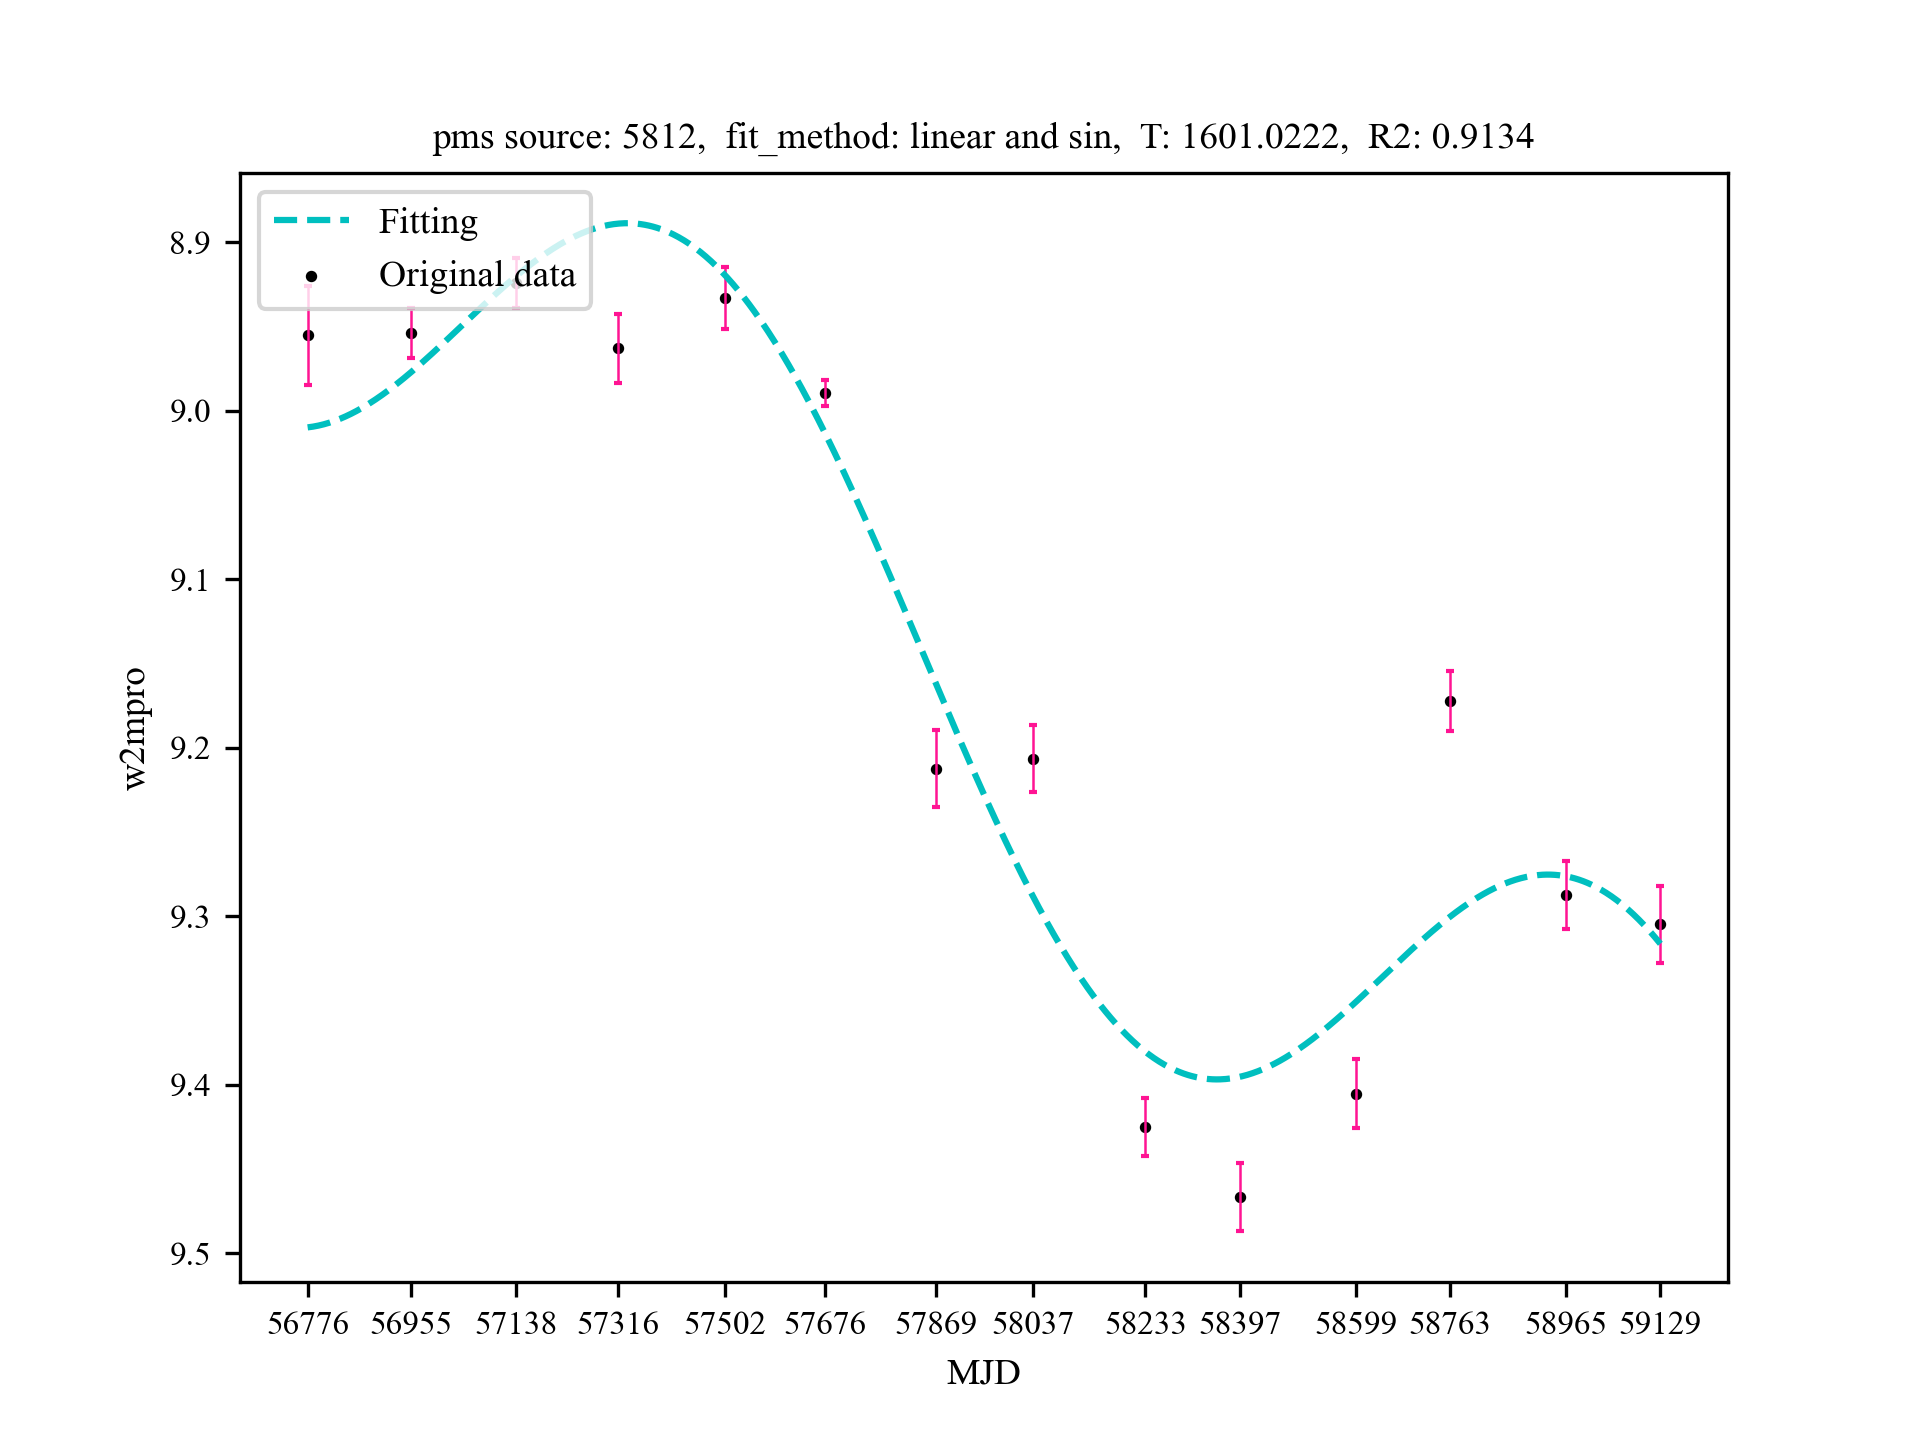 pms source: 5812,  fit_method: linear and sin,  T: 1601.0222,  R2: 0.9134
Fitting
Original data
8.9
9.0
9.1
9.2
9.3
9.4
9.5
w2mpro
56776 56955 57138 57316 57502 57676 57869 58037 58233 58397 58599 58763 58965 59129
MJD